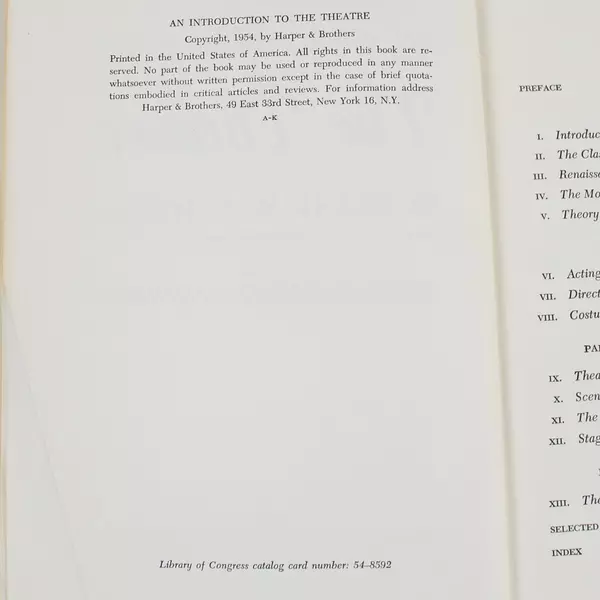 AN INTRODUCTION TO THE THEATRE
Copyright, 1954, by Harper & Brothers
Printed in the United States of America. All rights in this book are re-
served. No part of the book may be used or reproduced in any manner
whatsoever without written permission except in the case of brief quota-
tions embodied in critical articles and reviews. For information address
Harper & Brothers, 49 East 33rd Street, New York 16, N.Y.
A-K
Library of Congress catalog card number: 54-8592
PREFACE
I. Introduc
II. The Cla
III. Renaiss
IV. The Mo
V. Theory
VI. Acting
VII. Direct
VIII. Costu
PA
IX. Thea
X. Scen
XI. The
XII. Stag
XIII. The
SELECTED
INDEX